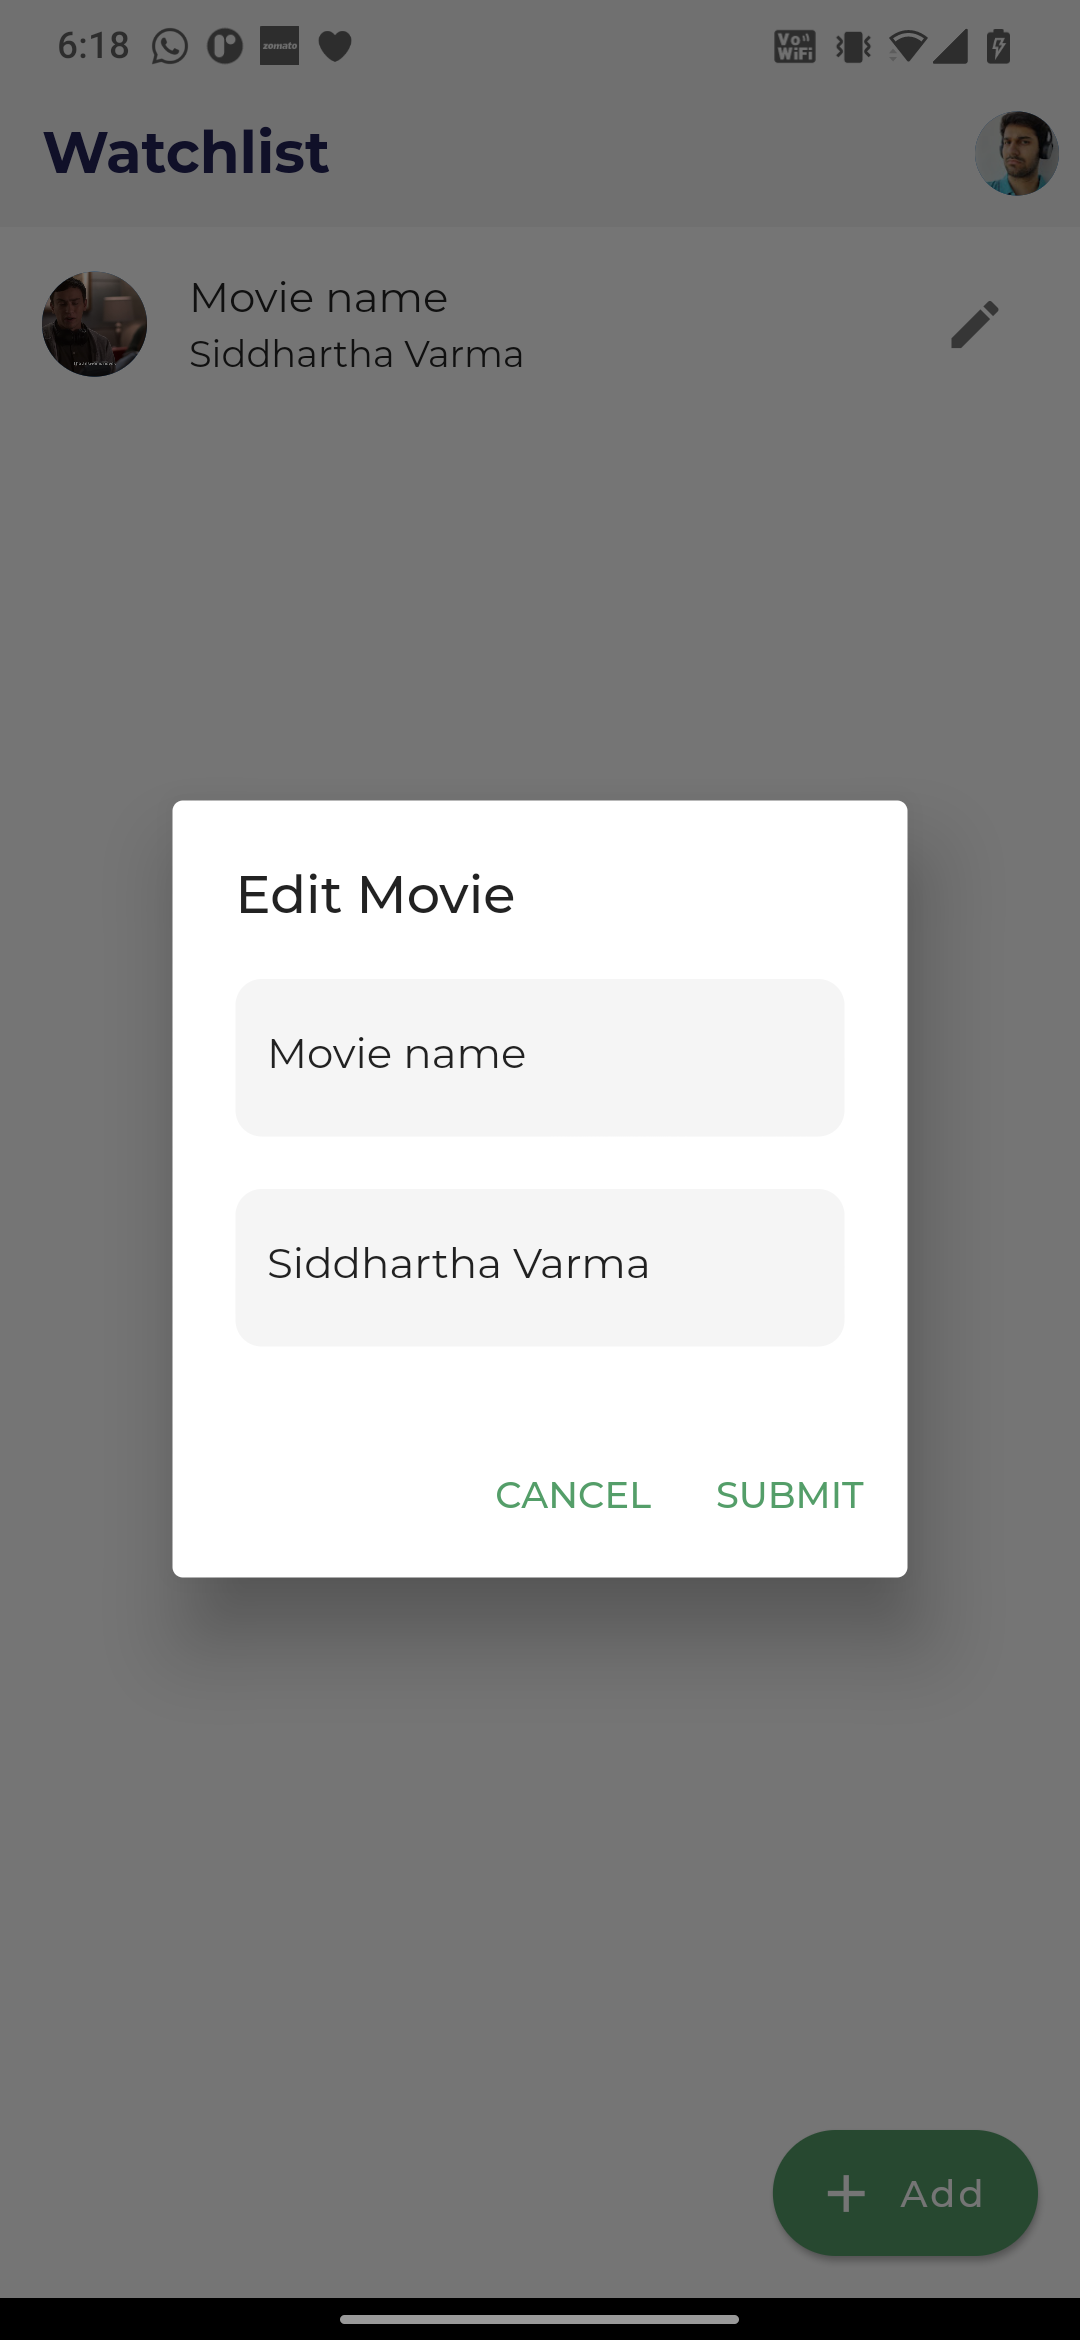 6:18
zomato
Vo
WiFi
Watchlist
Movie name
Siddhartha Varma
Edit Movie
Movie name
Siddhartha Varma
CANCEL
SUBMIT
Add